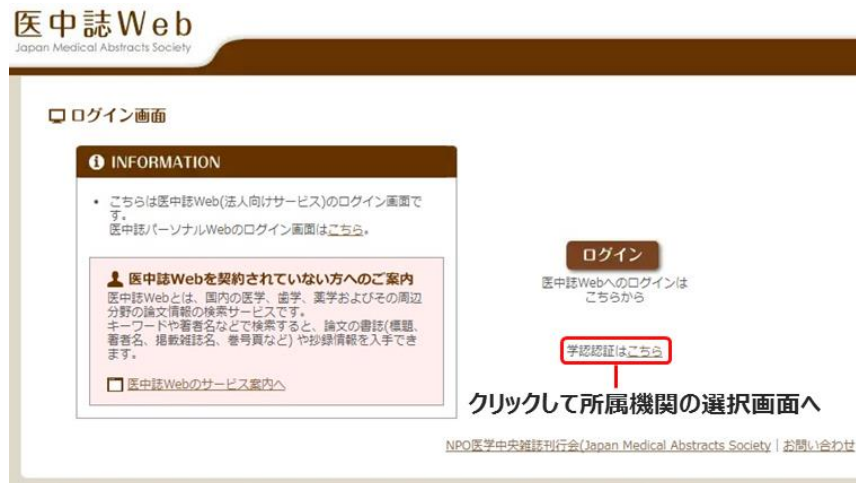 医中誌Web
Japan Medical Abstracts Society
ログイン画面
INFORMATION
• こちらは医中誌Web(法人向けサービス)のログイン画面で
す。
医中誌パーソナルWebのログイン画面はこちら。
医中誌Webを契約されていない方へのご案内
医中誌Webとは、国内の医学、歯学、薬学およびその周辺
分野の論文情報の検索サービスです。
キーワードや著者名などで検索すると、論文の書誌(標題、
著者名、掲載雑誌名、巻号頁など) や抄録情報を入手でき
ます。
医中誌Webのサービス案内へ
ログイン
医中誌Webへのログインは
こちらから
学認認証はこちら
クリックして所属機関の選択画面へ
NPO医学中央雑誌刊行会(Japan Medical Abstracts Society | お問い合わせ